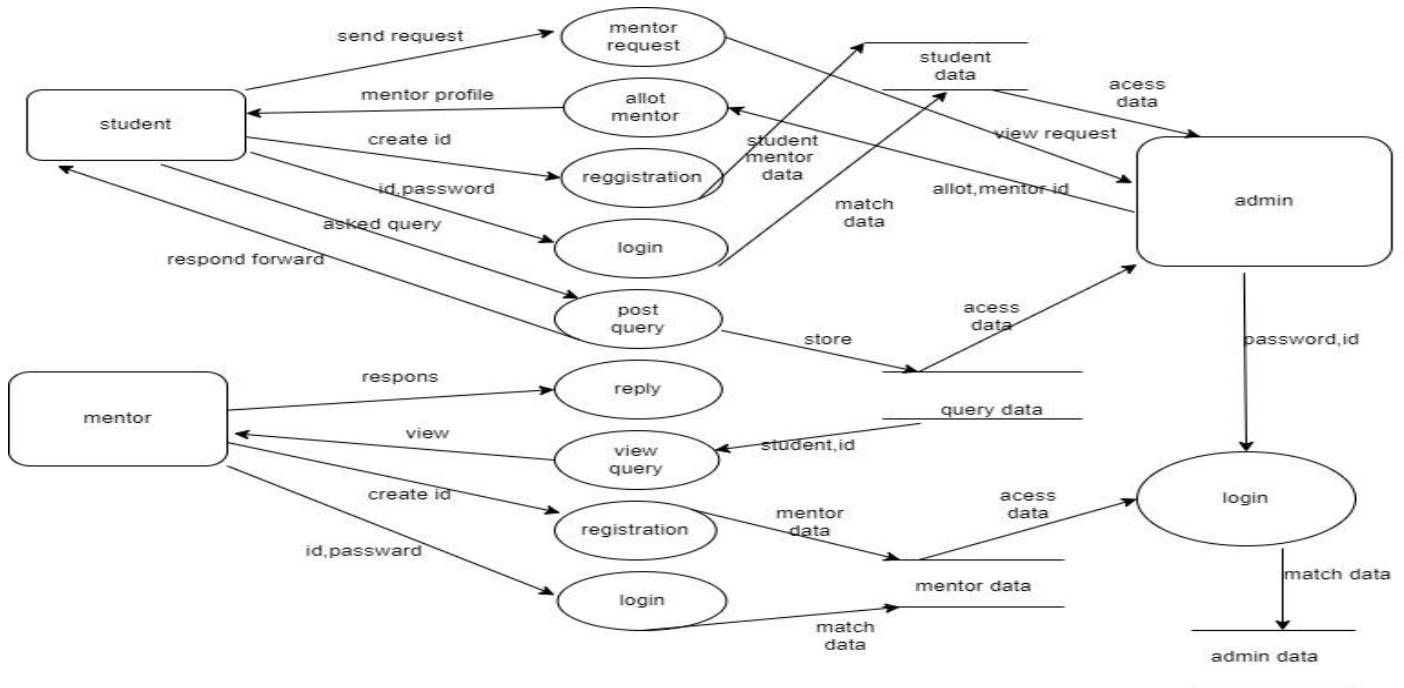 send request
mentor
request
student
data
acess
data
mentor profile
allot
mentor
student
create id
view request
student
mentor
data
reggistration
id,password
allot,mentor id
admin
match
data
asked query
login
respond forward
post
query
acess
data
store
password,id
respons
reply
mentor
query data
view
student,id
view
query
create id
acess
data
login
mentor
data
registration
id,passward
match data
mentor data
login
match
data
admin data